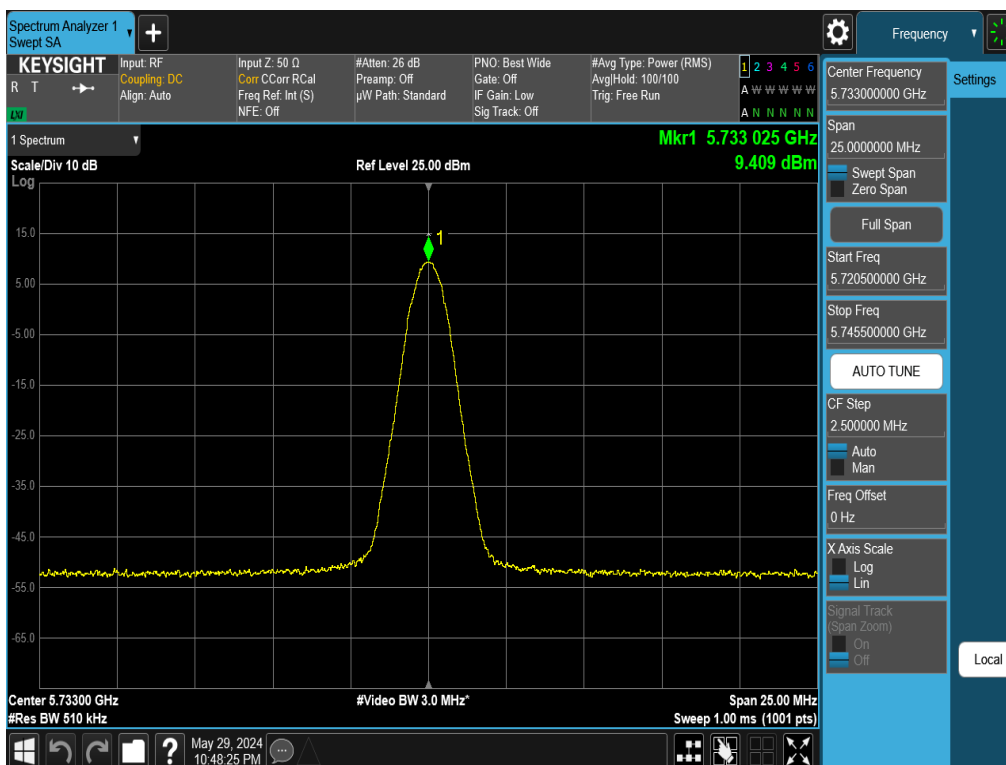 Spectrum Analyzer 1
Swept SA
Frequency
KEYSIGHT
R T
LXI
Input: RF
Coupling: DC
Align: Auto
Input Z: 50 Ω
Corr CCorr RCal
Freq Ref: Int (S)
NFE: Off
#Atten: 26 dB
Preamp: Off
µW Path: Standard
PNO: Best Wide
Gate: Off
IF Gain: Low
Sig Track: Off
#Avg Type: Power (RMS)
Avg|Hold: 100/100
Trig: Free Run
1 2 3 4 5 6
A W W W W W
A N N N N N
1 Spectrum
Scale/Div 10 dB
Log
Ref Level 25.00 dBm
Mkr1 5.733 025 GHz
9.409 dBm
1
15.0
5.00
-5.00
-15.0
-25.0
-35.0
-45.0
-55.0
-65.0
Center 5.73300 GHz
#Res BW 510 kHz
#Video BW 3.0 MHz*
Span 25.00 MHz
Sweep 1.00 ms (1001 pts)
Center Frequency
5.733000000 GHz
Settings
Span
25.0000000 MHz
Swept Span
Zero Span
Full Span
Start Freq
5.720500000 GHz
Stop Freq
5.745500000 GHz
AUTO TUNE
CF Step
2.500000 MHz
Auto
Man
Freq Offset
0 Hz
X Axis Scale
Log
Lin
Signal Track
(Span Zoom)
On
Off
Local
?
May 29, 2024
10:48:25 PM